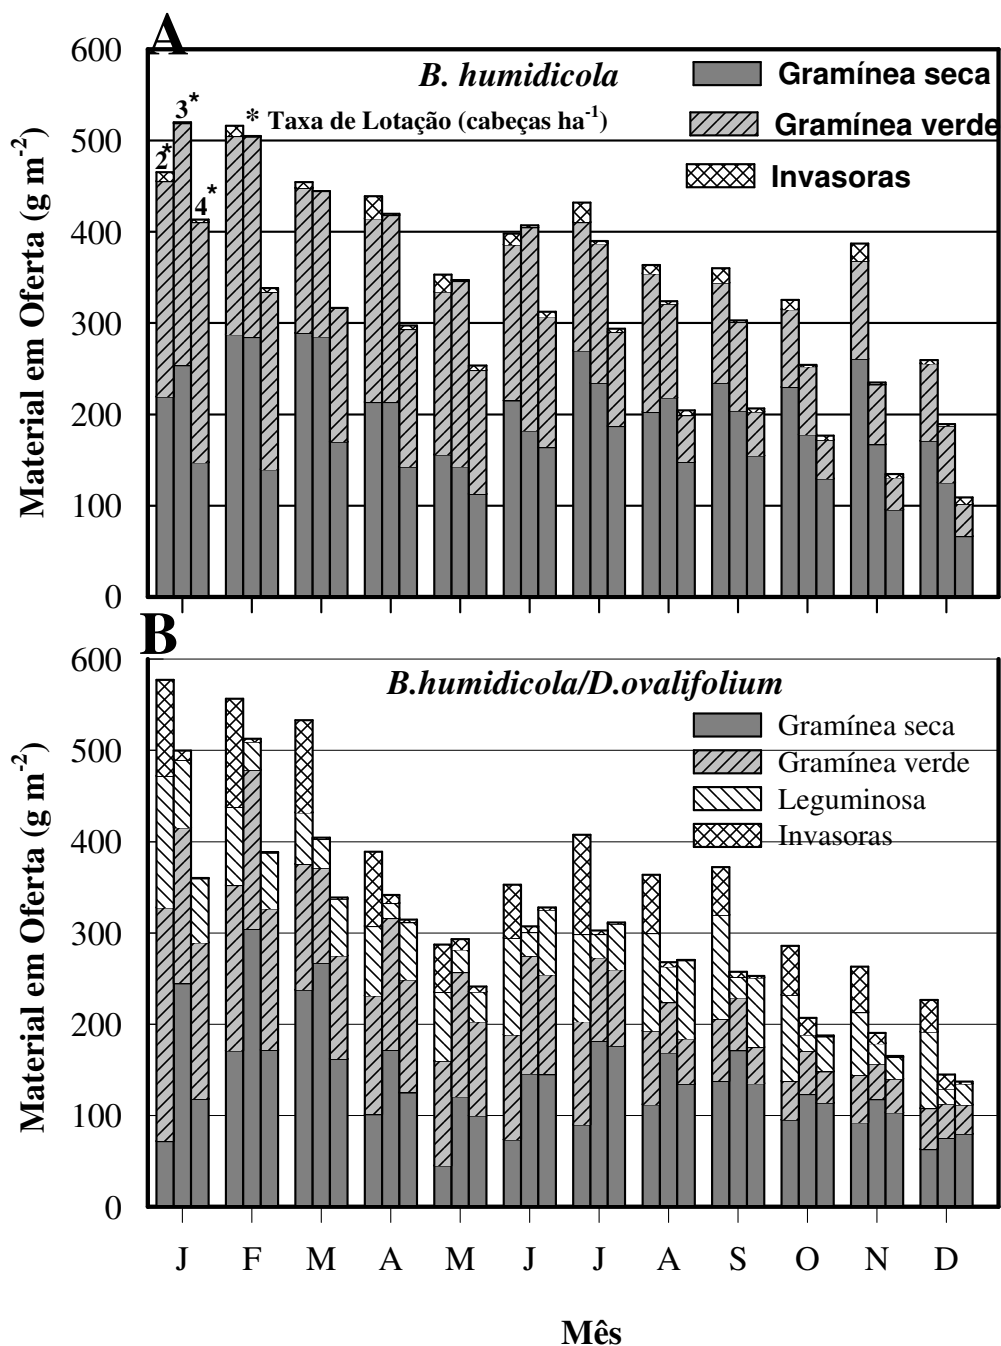 A
B. humidicola
Gramínea seca
* Taxa de Lotação (cabeças ha-1)
Gramínea verde
Invasoras
2*
3*
4*
Material em Oferta (g m-2)
600
500
400
300
200
100
0
B
B.humidicola/D.ovalifolium
Gramínea seca
Gramínea verde
Leguminosa
Invasoras
Material em Oferta (g m-2)
600
500
400
300
200
100
0
J F M A M J J A S O N D
Mês